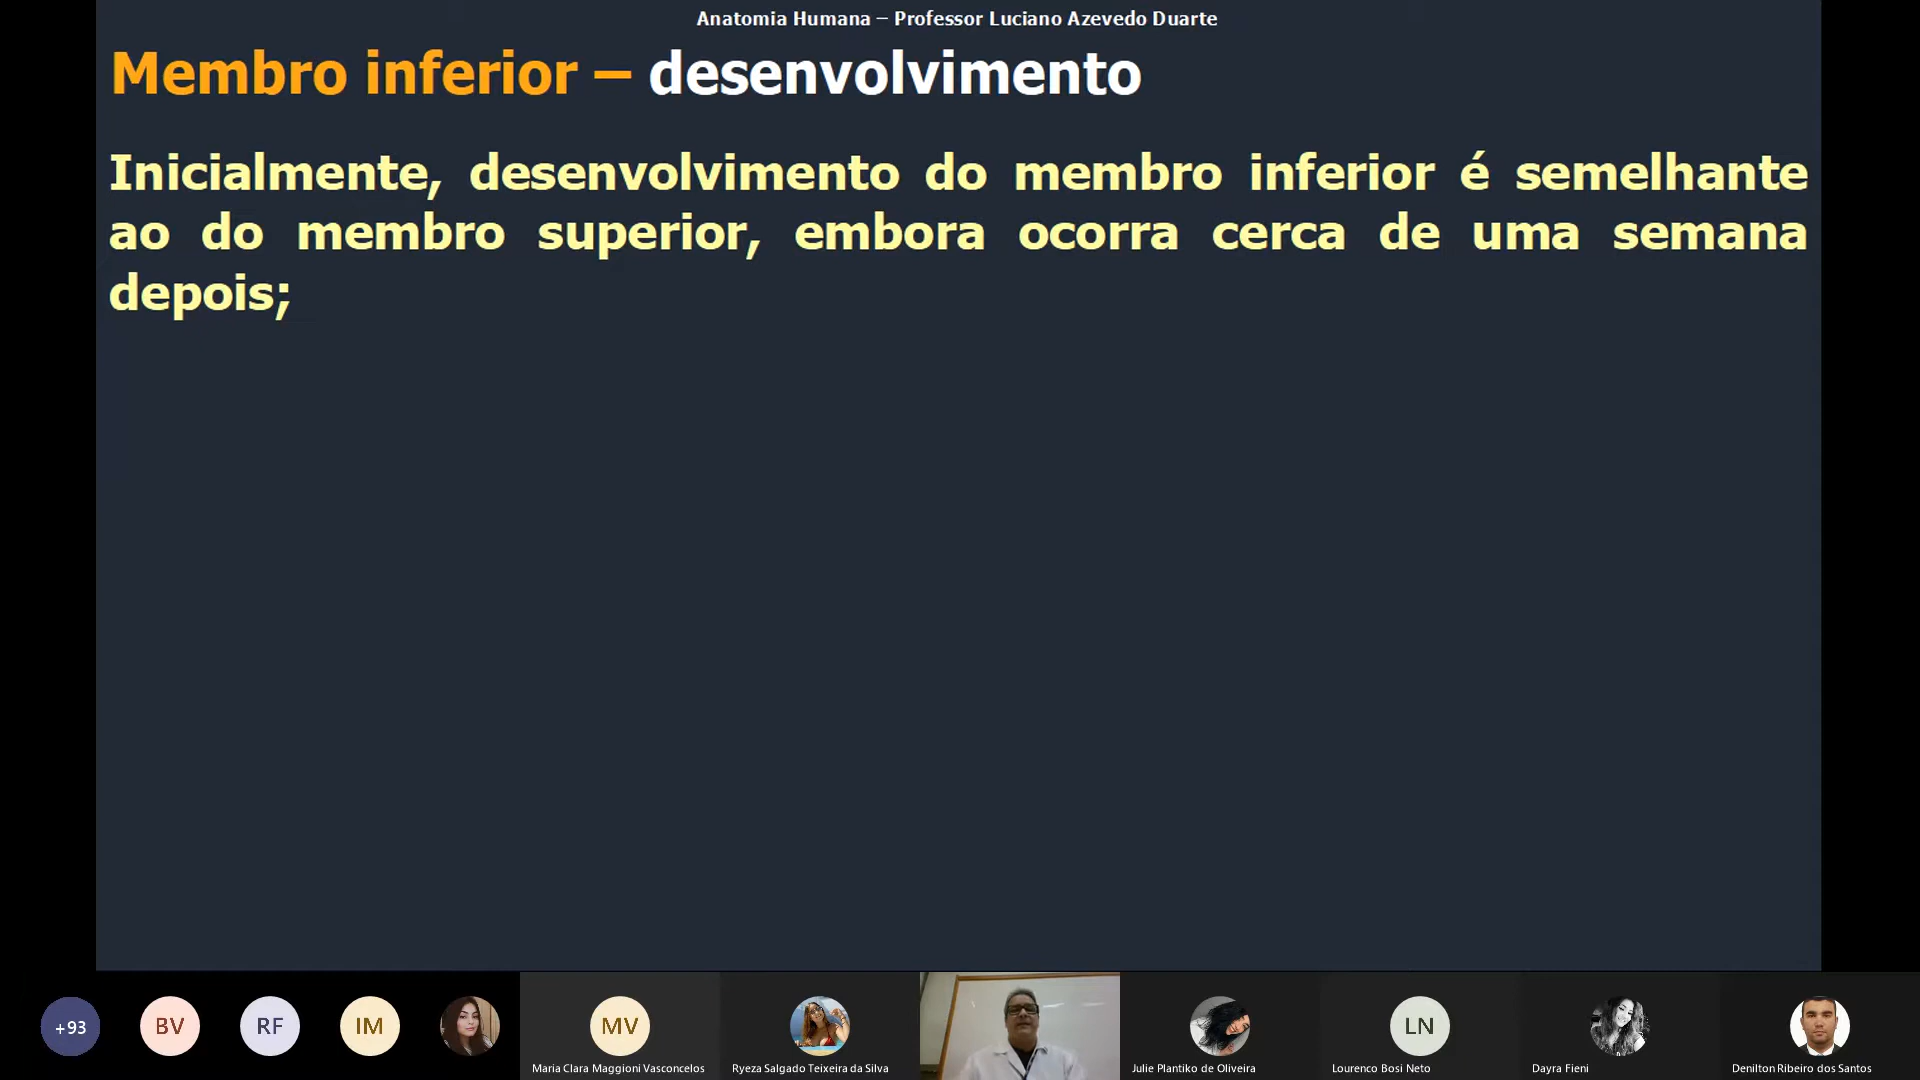 Anatomia Humana – Professor Luciano Azevedo Duarte
Membro inferior – desenvolvimento
Inicialmente, desenvolvimento do membro inferior é semelhante
ao do membro superior, embora ocorra cerca de uma semana
depois;
+93
BV
RF
IM
MV
LN
Maria Clara Maggioni Vasconcelos
Ryeza Salgado Teixeira da Silva
Julie Plantiko de Oliveira
Lourenco Bosi Neto
Dayra Fieni
Denilton Ribeiro dos Santos